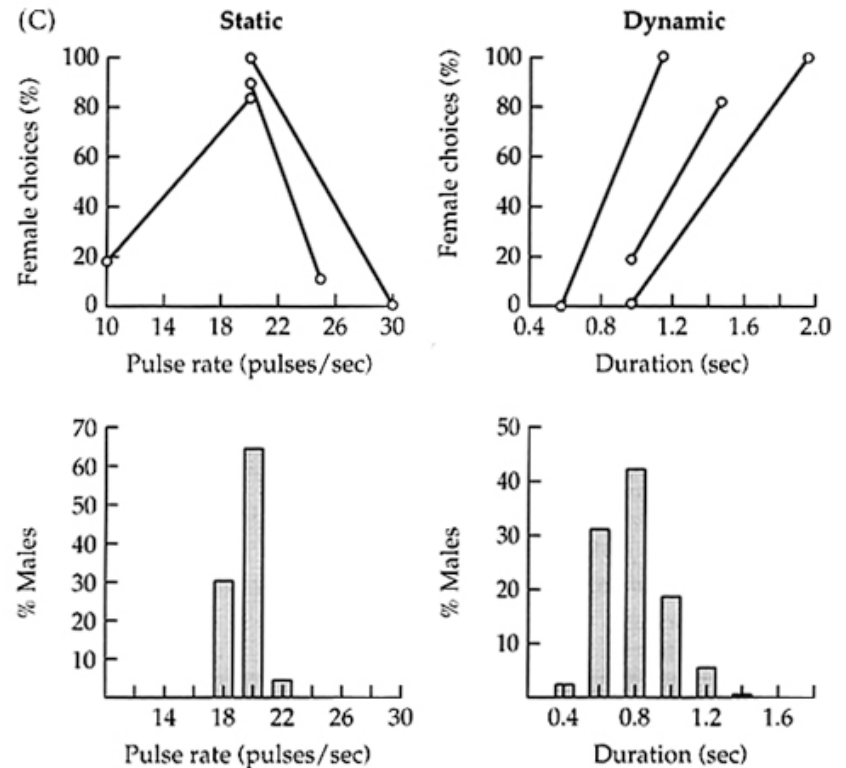 (C)
Static
Dynamic
Female choices (%)
100
80
60
40
20
0
10 14 18 22 26 30
Pulse rate (pulses/sec)
Female choices (%)
100
80
60
40
20
0
0.4 0.8 1.2 1.6 2.0
Duration (sec)
% Males
70
60
50
40
30
20
10
14 18 22 26 30
Pulse rate (pulses/sec)
% Males
50
40
30
20
10
0.4 0.8 1.2 1.6
Duration (sec)